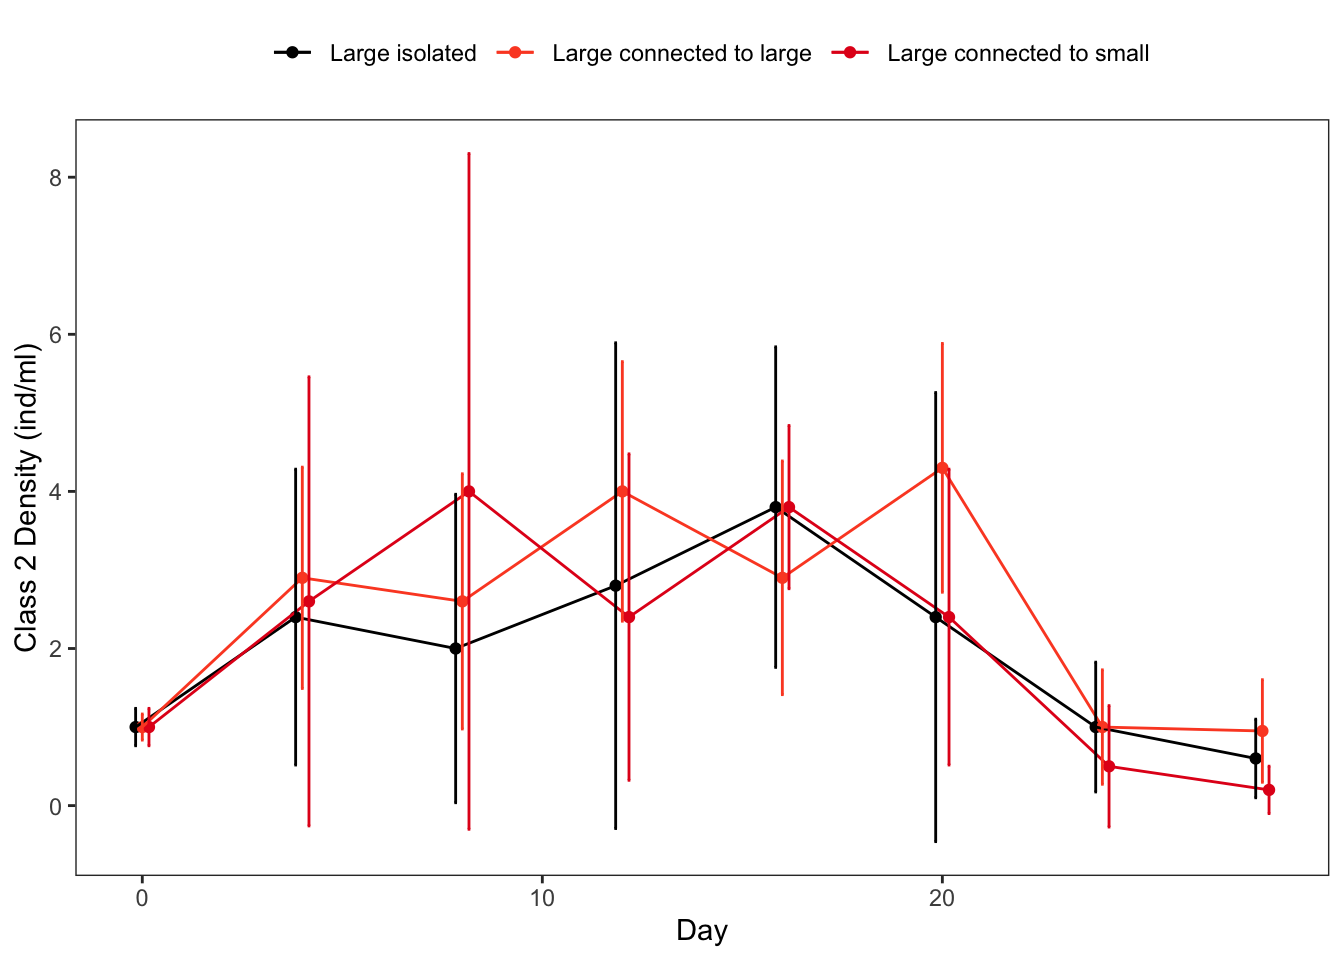 Large isolated Large connected to large Large connected to small
8
6
4
2
0
Class 2 Density (ind/ml)
0 10 20
Day